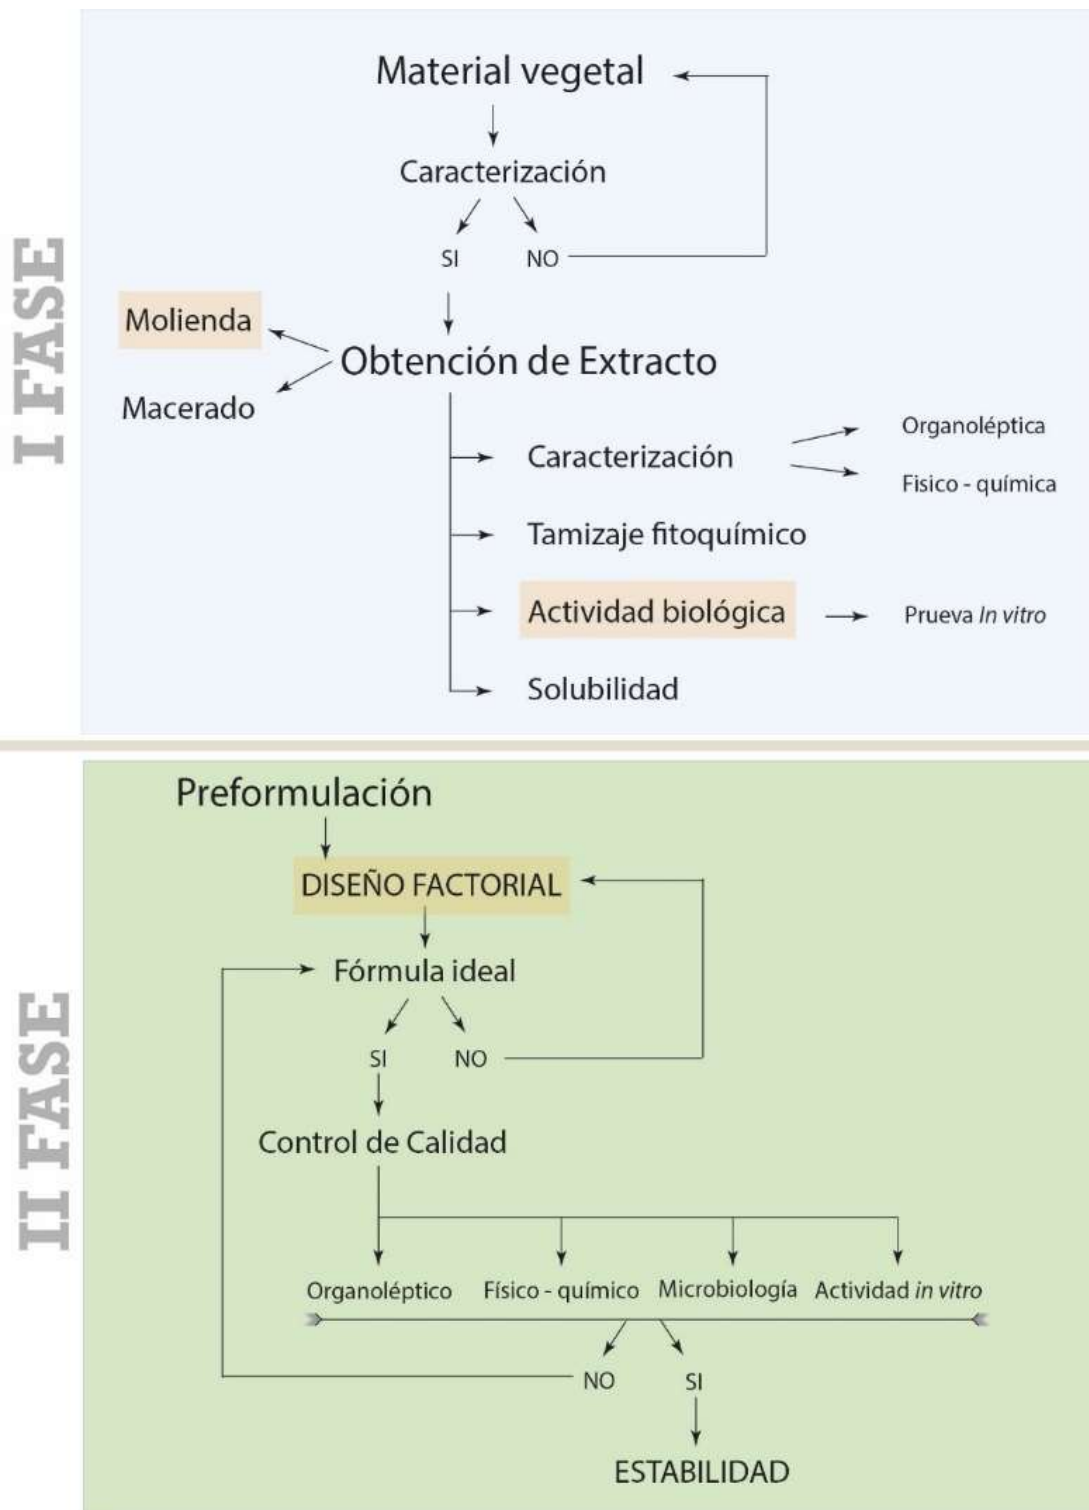 I FASE
Material vegetal
Caracterización
SI NO
Molienda
Obtención de Extracto
Macerado
Organoléptica
Caracterización
Fisico - química
Tamizaje fitoquímico
Actividad biológica Prueva In vitro
Solubilidad
II FASE
Preformulación
DISEÑO FACTORIAL
Fórmula ideal
SI NO
Control de Calidad
Organoléptico Físico - químico Microbiología Actividad in vitro
NO SI
ESTABILIDAD